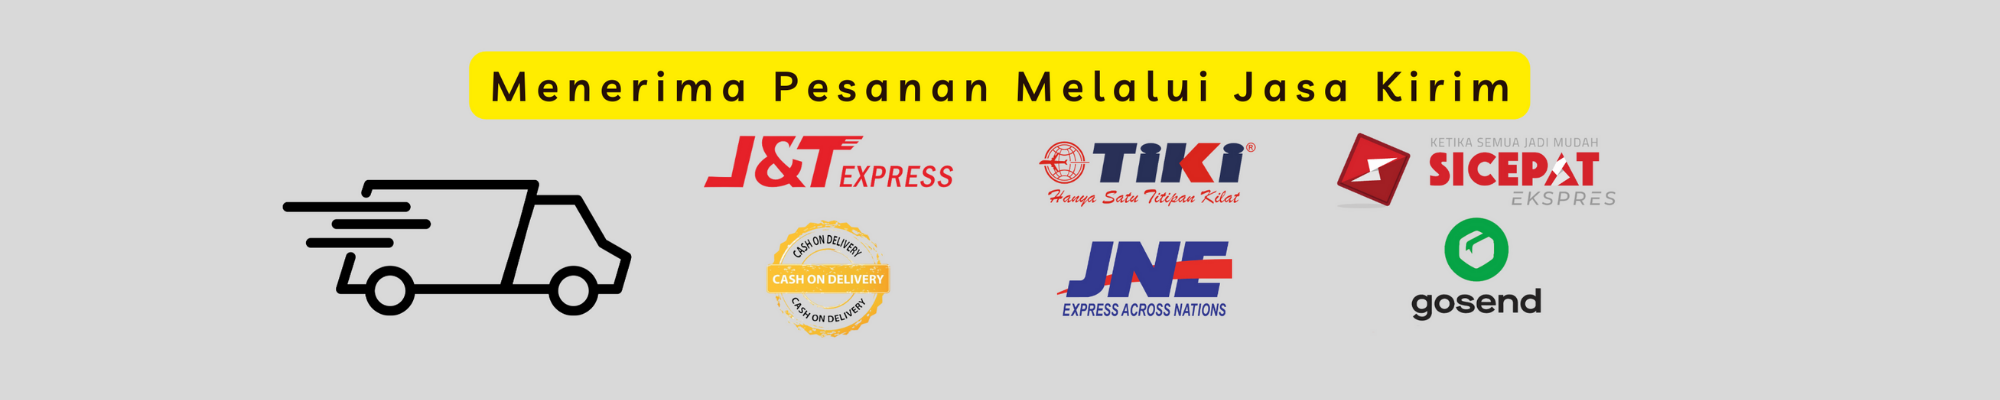 Menerima Pesanan Melalui Jasa Kirim
J&T EXPRESS
TIKI®
Hanya Satu Titipan Kilat
KETIKA SEMUA JADI MUDAH
SICEPAT
EKSPRES
CASH ON DELIVERY
CASH ON DELIVERY
CASH ON DELIVERY
JNE
EXPRESS ACROSS NATIONS
gosend